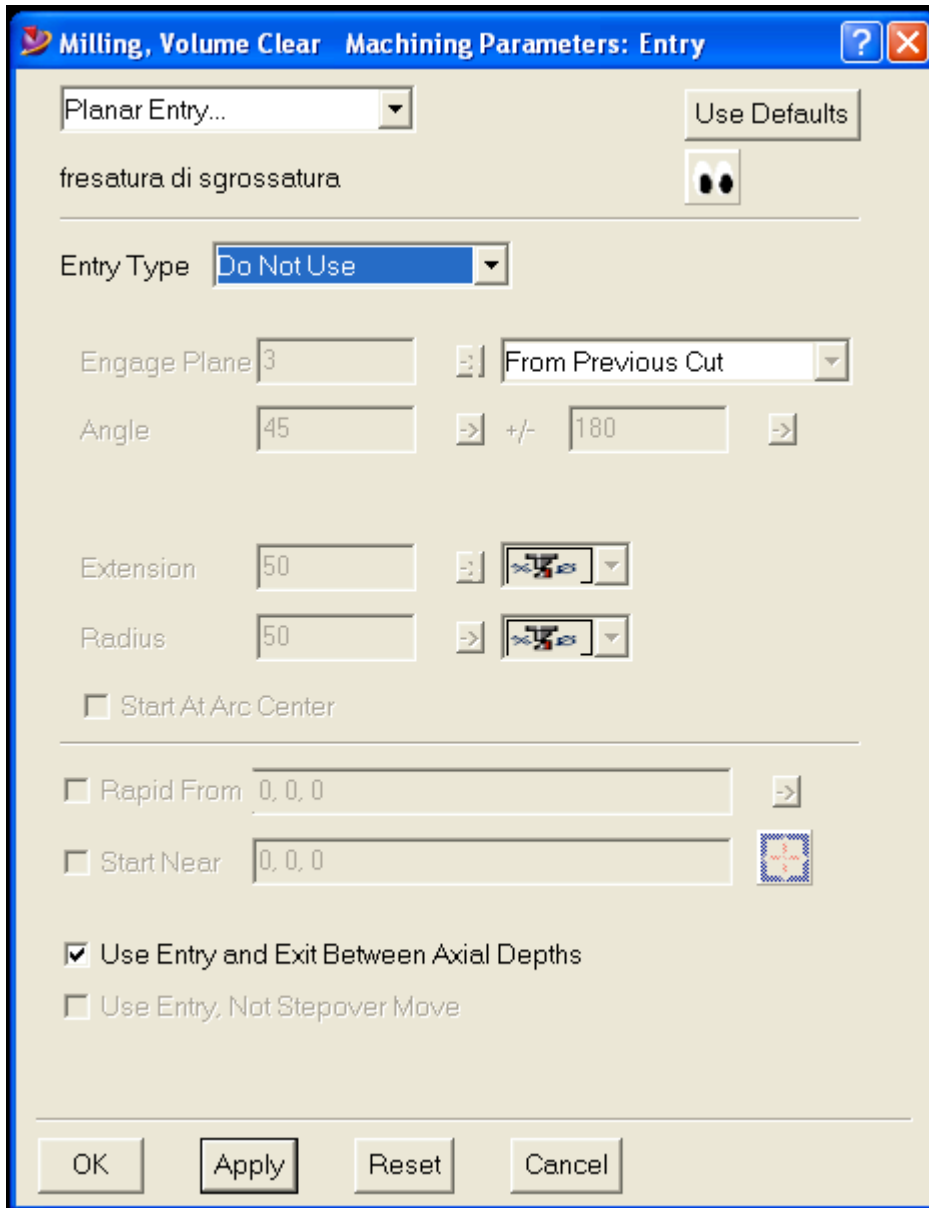 Milling, Volume Clear Machining Parameters: Entry
Planar Entry...
Use Defaults
fresatura di sgrossatura
Entry Type Do Not Use
Engage Plane 3 From Previous Cut
Angle 45 -> +/- 180 ->
Extension 50
Radius 50 ->
Start At Arc Center
Rapid From 0, 0, 0 ->
Start Near 0, 0, 0
Use Entry and Exit Between Axial Depths
Use Entry, Not Stepover Move
OK Apply Reset Cancel